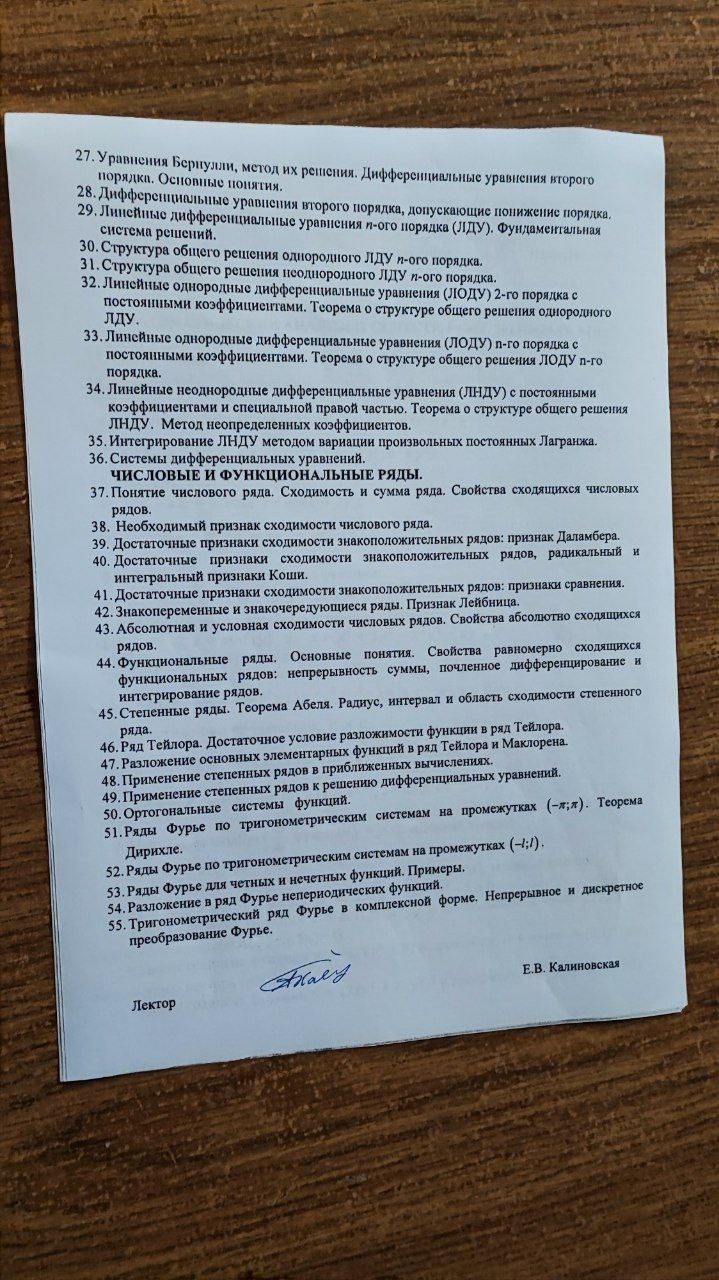 27. Уравнения Бернулли, метод их решения. Дифференциальные уравнения второго
порядка. Основные понятия.
28. Дифференциальные уравнения второго порядка, допускающие понижение порядка.
29. Линейные дифференциальные уравнения n-ого порядка (ЛДУ). Фундаментальная
система решений.
30. Структура общего решения однородного ЛДУ n-ого порядка.
31. Структура общего решения неоднородного ЛДУ n-ого порядка.
32. Линейные однородные дифференциальные уравнения (ЛОДУ) 2-го порядка с
постоянными коэффициентами. Теорема о структуре общего решения однородного
ЛДУ.
33. Линейные однородные дифференциальные уравнения (ЛОДУ) n-го порядка с
постоянными коэффициентами. Теорема о структуре общего решения ЛОДУ n-го
порядка.
34. Линейные неоднородные дифференциальные уравнения (ЛНДУ) с постоянными
коэффициентами и специальной правой частью. Теорема о структуре общего решения
ЛНДУ. Метод неопределенных коэффициентов.
35. Интегрирование ЛНДУ методом вариации произвольных постоянных Лагранжа.
36. Системы дифференциальных уравнений.
ЧИСЛОВЫЕ И ФУНКЦИОНАЛЬНЫЕ РЯДЫ.
37. Понятие числового ряда. Сходимость и сумма ряда. Свойства сходящихся числовых
рядов.
38. Необходимый признак сходимости числового ряда.
39. Достаточные признаки сходимости знакоположительных рядов: признак Даламбера.
40. Достаточные признаки сходимости знакоположительных рядов, радикальный и
интегральный признаки Коши.
41. Достаточные признаки сходимости знакоположительных рядов: признаки сравнения.
42. Знакопеременные и знакочередующиеся ряды. Признак Лейбница.
43. Абсолютная и условная сходимости числовых рядов. Свойства абсолютно сходящихся
рядов.
44. Функциональные ряды. Основные понятия. Свойства равномерно сходящихся
функциональных рядов: непрерывность суммы, почленное дифференцирование и
интегрирование рядов.
45. Степенные ряды. Теорема Абеля. Радиус, интервал и область сходимости степенного
ряда.
46. Ряд Тейлора. Достаточное условие разложимости функции в ряд Тейлора.
47. Разложение основных элементарных функций в ряд Тейлора и Маклорена.
48. Применение степенных рядов в приближенных вычислениях.
49. Применение степенных рядов к решению дифференциальных уравнений.
50. Ортогональные системы функций.
51. Ряды Фурье по тригонометрическим системам на промежутках (−π;π). Теорема
Дирихле.
52. Ряды Фурье по тригонометрическим системам на промежутках (−l;l).
53. Ряды Фурье для четных и нечетных функций. Примеры.
54. Разложение в ряд Фурье непериодических функций.
55. Тригонометрический ряд Фурье в комплексной форме. Непрерывное и дискретное
преобразование Фурье.
Лектор
Е.В. Калиновская